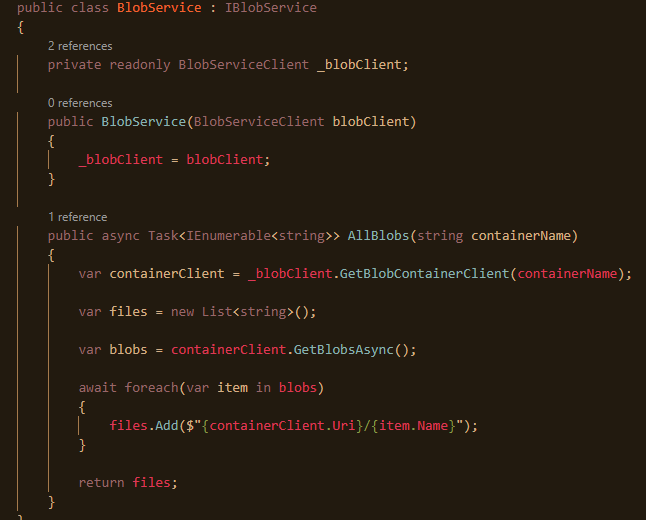 public class BlobService : IBlobService
{
2 references
private readonly BlobServiceClient _blobClient;
0 references
public BlobService(BlobServiceClient blobClient)
{
_blobClient = blobClient;
}
1 reference
public async Task<IEnumerable<string>> AllBlobs(string containerName)
{
var containerClient = _blobClient.GetBlobContainerClient(containerName);
var files = new List<string>();
var blobs = containerClient.GetBlobsAsync();
await foreach(var item in blobs)
{
files.Add($"{containerClient.Uri}/{item.Name}");
}
return files;
}
}